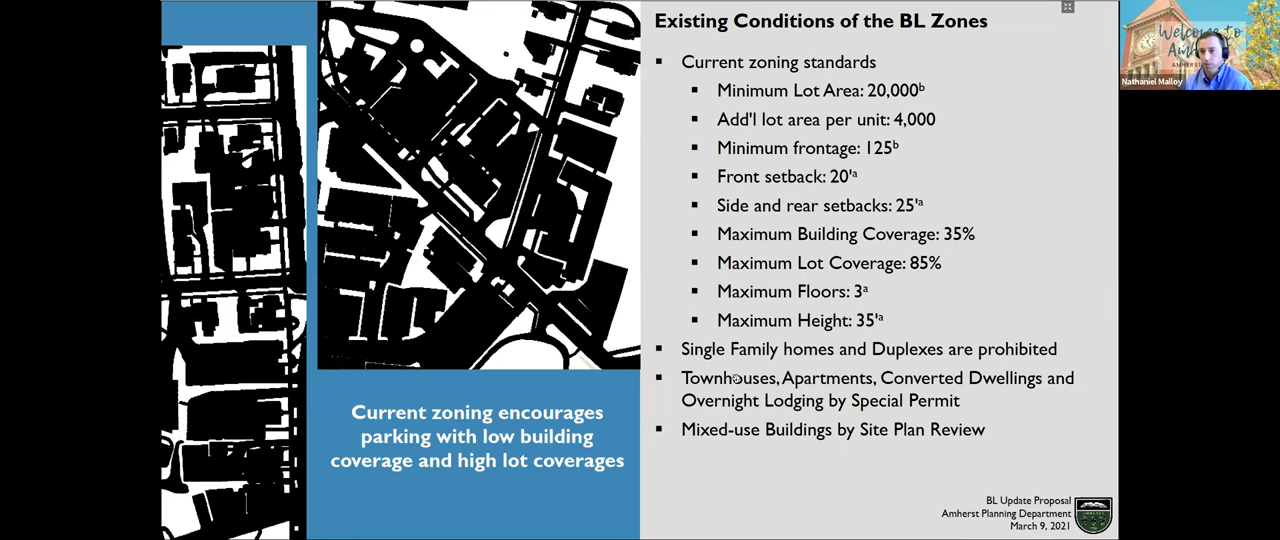 Existing Conditions of the BL Zones
Current zoning standards
Minimum Lot Area: 20,000ᵇ
Add'l lot area per unit: 4,000
Minimum frontage: 125ᵇ
Front setback: 20'ᵃ
Side and rear setbacks: 25'ᵃ
Maximum Building Coverage: 35%
Maximum Lot Coverage: 85%
Maximum Floors: 3ᵃ
Maximum Height: 35'ᵃ
Single Family homes and Duplexes are prohibited
Townhouses, Apartments, Converted Dwellings and
Overnight Lodging by Special Permit
Mixed-use Buildings by Site Plan Review
Current zoning encourages
parking with low building
coverage and high lot coverages
BL Update Proposal
Amherst Planning Department
March 9, 2021
Welcome to
Nathaniel Malloy